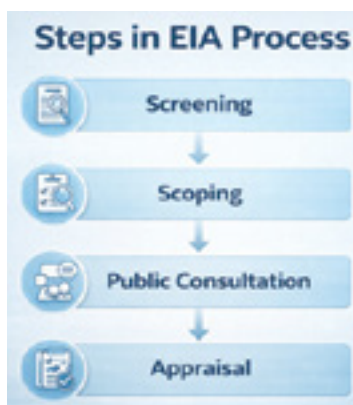 Steps in EIA Process
Screening
Scoping
Public Consultation
Appraisal